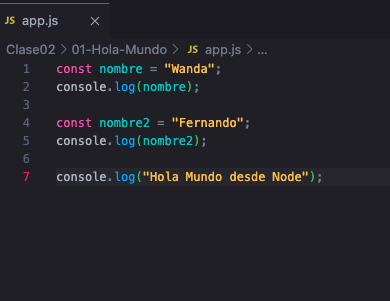 JS app.js ×
Clase02 > 01-Hola-Mundo > JS app.js > ...
1 const nombre = "Wanda";
2 console.log(nombre);
3
4 const nombre2 = "Fernando";
5 console.log(nombre2);
6
7 console.log("Hola Mundo desde Node");